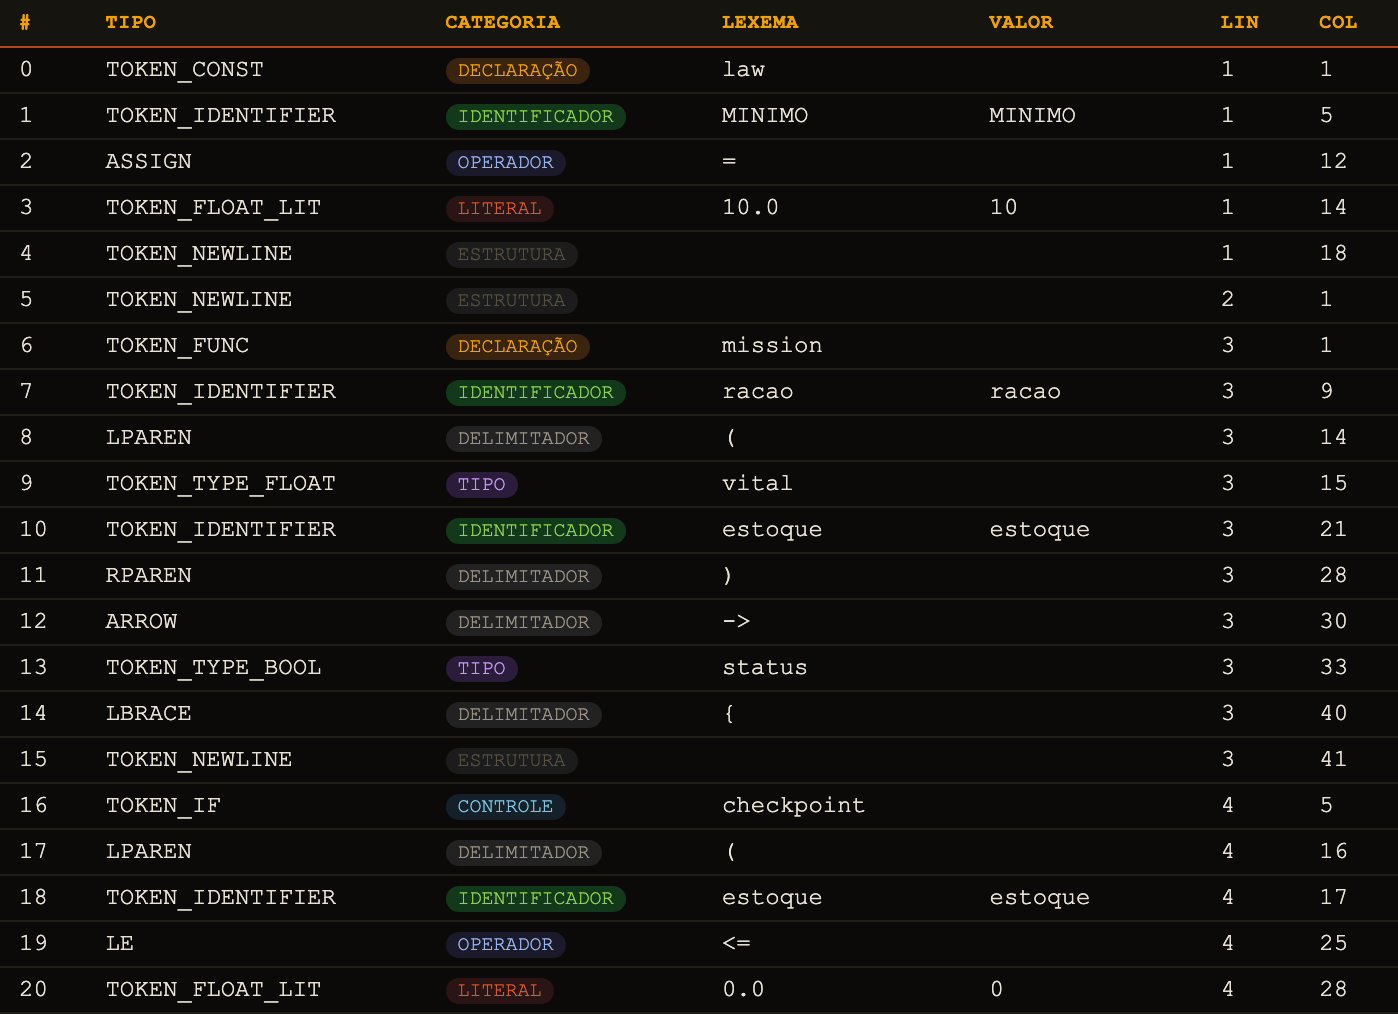 # TIPO CATEGORIA LEXEMA VALOR LIN COL
0 TOKEN_CONST DECLARAÇÃO law 1 1
1 TOKEN_IDENTIFIER IDENTIFICADOR MINIMO MINIMO 1 5
2 ASSIGN OPERADOR = 1 12
3 TOKEN_FLOAT_LIT LITERAL 10.0 10 1 14
4 TOKEN_NEWLINE ESTRUTURA 1 18
5 TOKEN_NEWLINE ESTRUTURA 2 1
6 TOKEN_FUNC DECLARAÇÃO mission 3 1
7 TOKEN_IDENTIFIER IDENTIFICADOR racao racao 3 9
8 LPAREN DELIMITADOR ( 3 14
9 TOKEN_TYPE_FLOAT TIPO vital 3 15
10 TOKEN_IDENTIFIER IDENTIFICADOR estoque estoque 3 21
11 RPAREN DELIMITADOR ) 3 28
12 ARROW DELIMITADOR -> 3 30
13 TOKEN_TYPE_BOOL TIPO status 3 33
14 LBRACE DELIMITADOR { 3 40
15 TOKEN_NEWLINE ESTRUTURA 3 41
16 TOKEN_IF CONTROLE checkpoint 4 5
17 LPAREN DELIMITADOR ( 4 16
18 TOKEN_IDENTIFIER IDENTIFICADOR estoque estoque 4 17
19 LE OPERADOR <= 4 25
20 TOKEN_FLOAT_LIT LITERAL 0.0 0 4 28